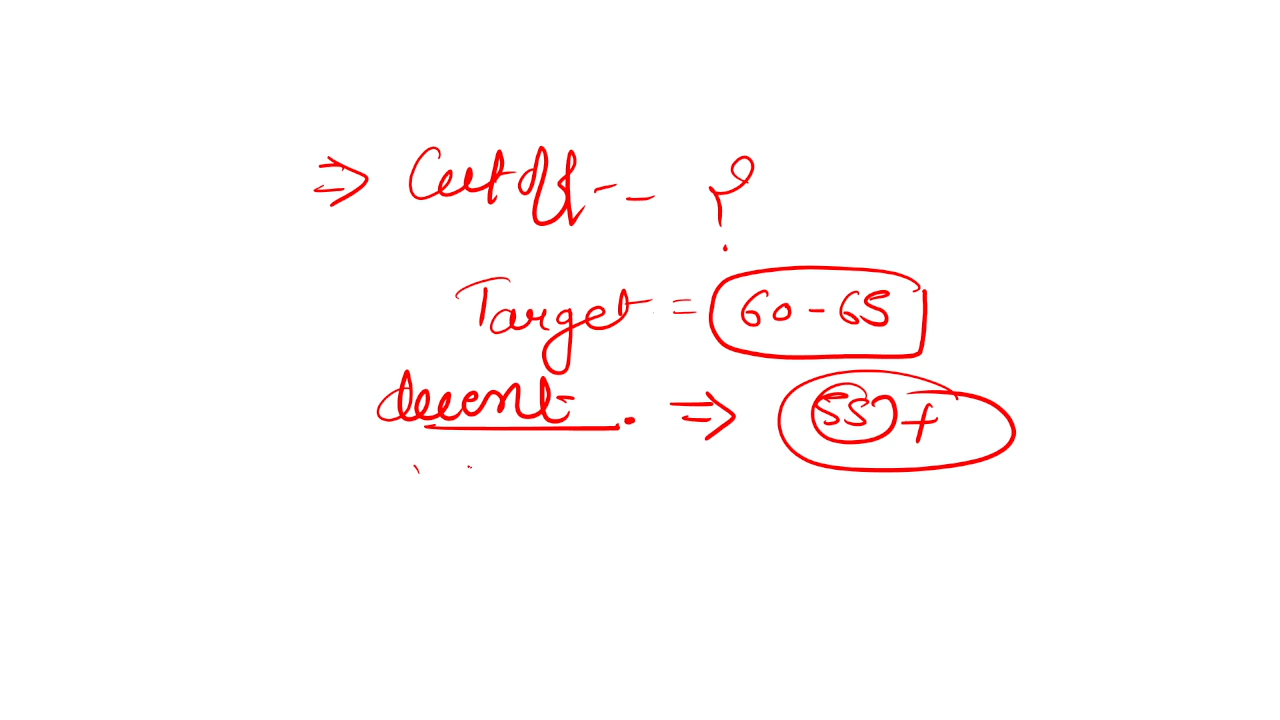 ⇒ Cutoff -- ?
Target = 60-65
decent. ⇒ 55+